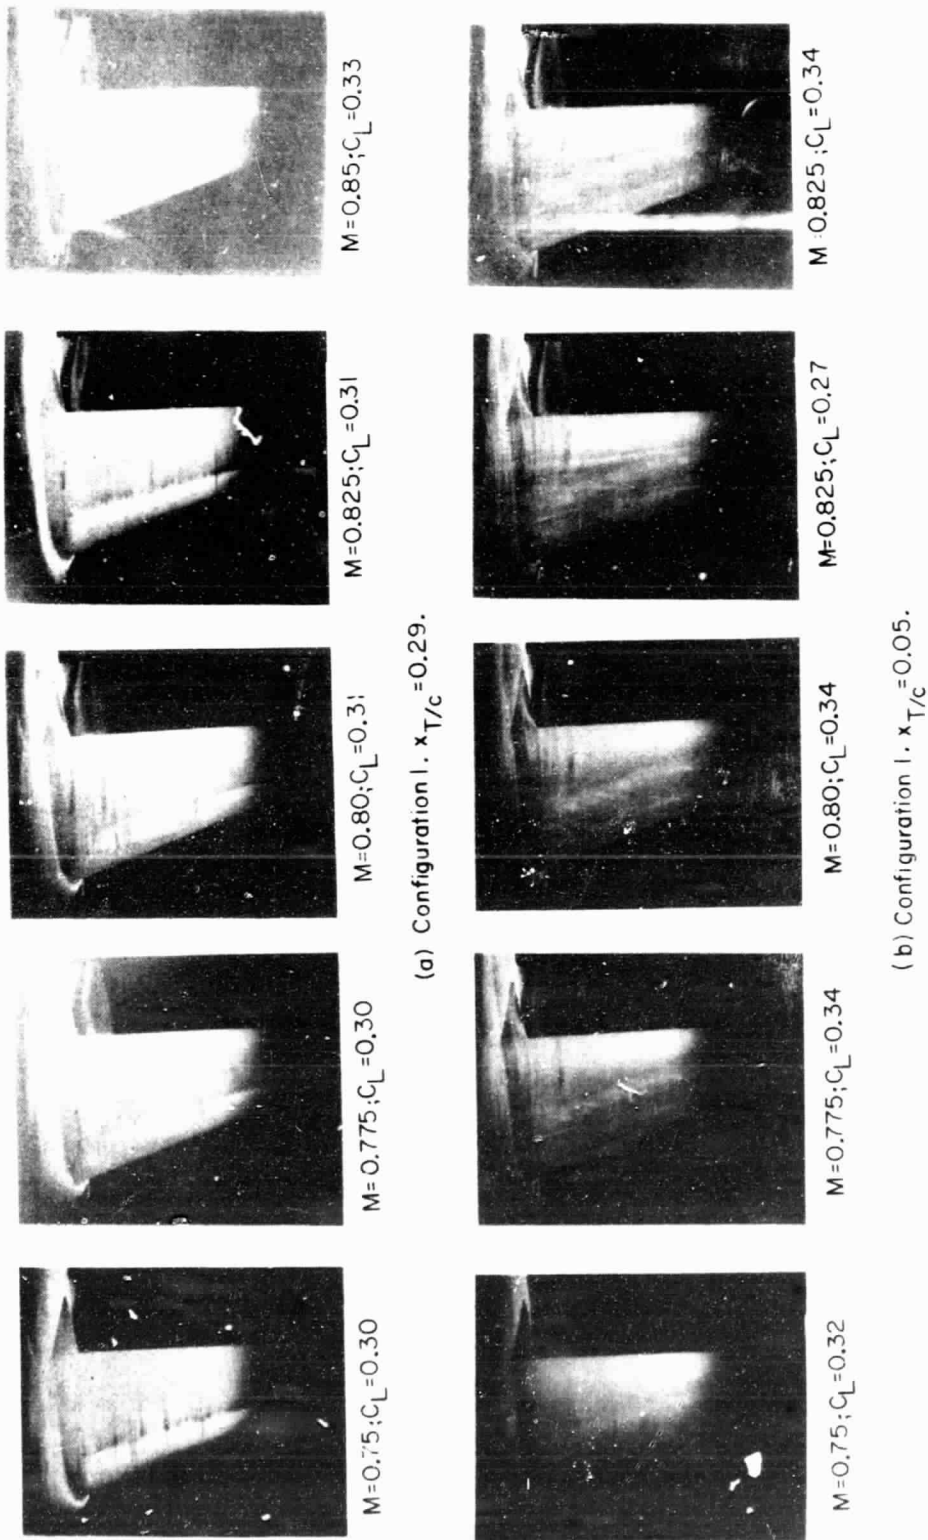 M=0.75;C_L=0.30
M=0.775;C_L=0.30
M=0.80;C_L=0.31
M=0.825;C_L=0.31
M=0.85;C_L=0.33
(a) Configuration I. x_T/c=0.29.
M=0.75;C_L=0.32
M=0.775;C_L=0.34
M=0.80;C_L=0.34
M=0.825;C_L=0.27
M=0.825;C_L=0.34
(b) Configuration I. x_T/c=0.05.